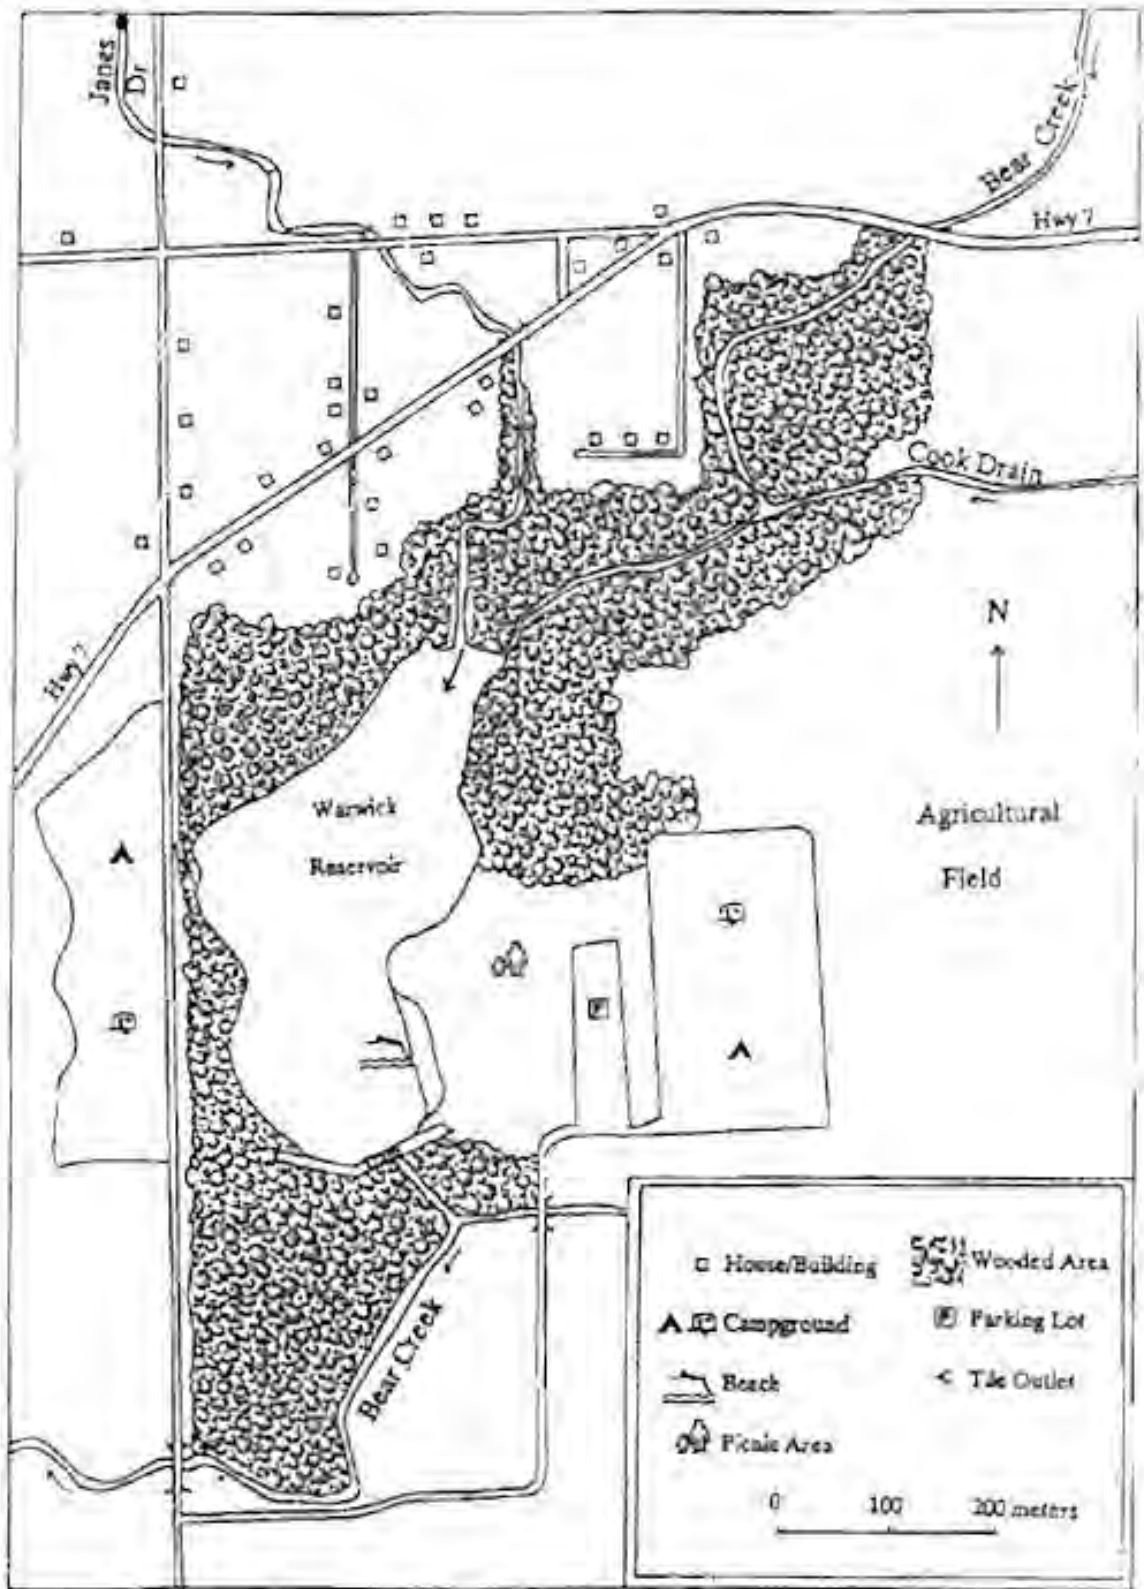 Janes
Dr
Bear Creek
Hwy 7
Cook Drain
N
Hwy 7
Warwick
Reservoir
Agricultural
Field
P
Bear Creek
House/Building
Wooded Area
Campground
P
Parking Lot
Beach
Tile Outlet
Picnic Area
0 100 200 meters